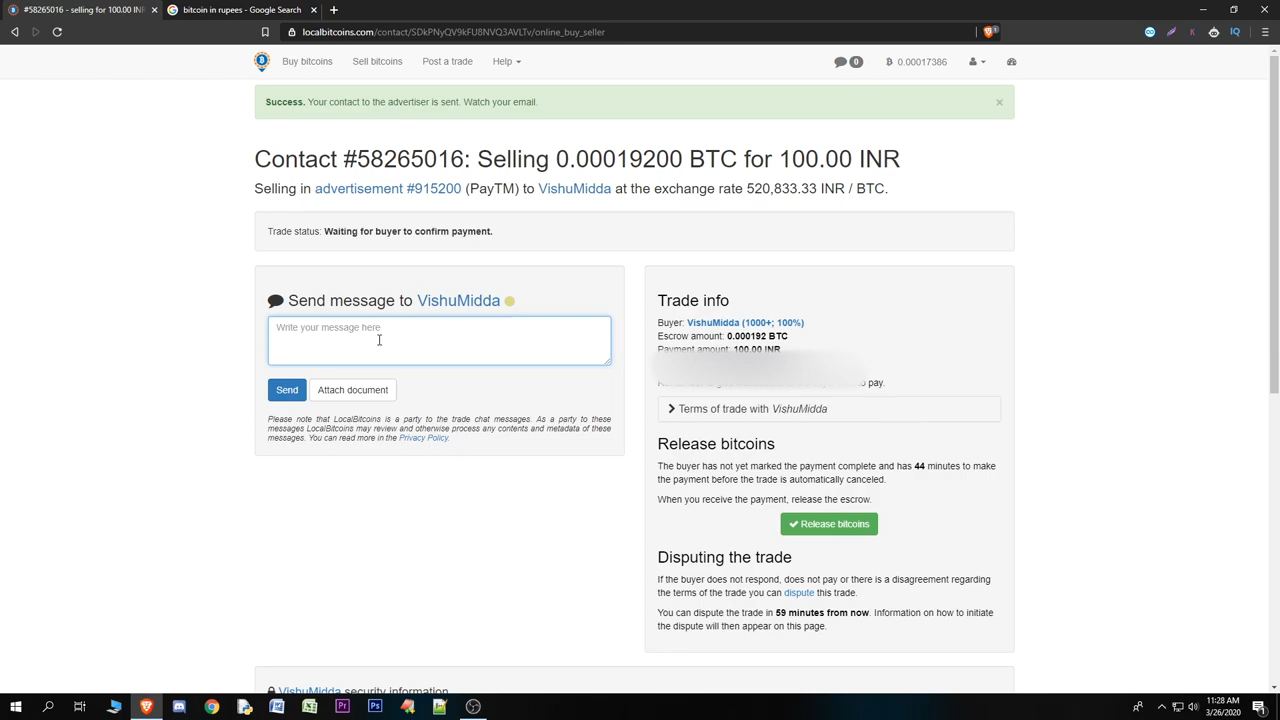 #58265016 - selling for 100.00 INR
bitcoin in rupees - Google Search
localbitcoins.com/contact/SDkPNyQV9kFU8NVQ3AVLTv/online_buy_seller
Buy bitcoins
Sell bitcoins
Post a trade
Help
0
0.00017386
Success. Your contact to the advertiser is sent. Watch your email.
Contact #58265016: Selling 0.00019200 BTC for 100.00 INR
Selling in advertisement #915200 (PayTM) to VishuMidda at the exchange rate 520,833.33 INR / BTC.
Trade status: Waiting for buyer to confirm payment.
Send message to VishuMidda
Write your message here
Send
Attach document
Please note that LocalBitcoins is a party to the trade chat messages. As a party to these
messages LocalBitcoins may review and otherwise process any contents and metadata of these
messages. You can read more in the Privacy Policy.
Trade info
Buyer: VishuMidda (1000+; 100%)
Escrow amount: 0.000192 BTC
Payment amount: 100.00 INR
to pay.
Terms of trade with VishuMidda
Release bitcoins
The buyer has not yet marked the payment complete and has 44 minutes to make
the payment before the trade is automatically canceled.
When you receive the payment, release the escrow.
Release bitcoins
Disputing the trade
If the buyer does not respond, does not pay or there is a disagreement regarding
the terms of the trade you can dispute this trade.
You can dispute the trade in 59 minutes from now. Information on how to initiate
the dispute will then appear on this page.
VishuMidda security information
11:28 AM
3/26/2020